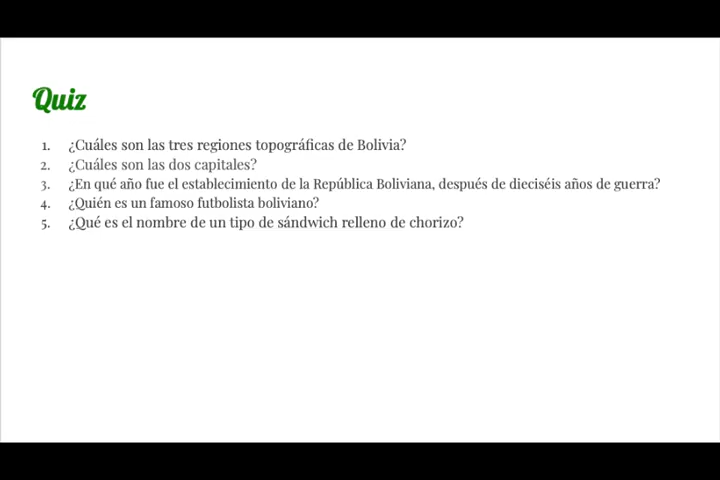 Quiz
1. ¿Cuáles son las tres regiones topográficas de Bolivia?
2. ¿Cuáles son las dos capitales?
3. ¿En qué año fue el establecimiento de la República Boliviana, después de dieciséis años de guerra?
4. ¿Quién es un famoso futbolista boliviano?
5. ¿Qué es el nombre de un tipo de sándwich relleno de chorizo?